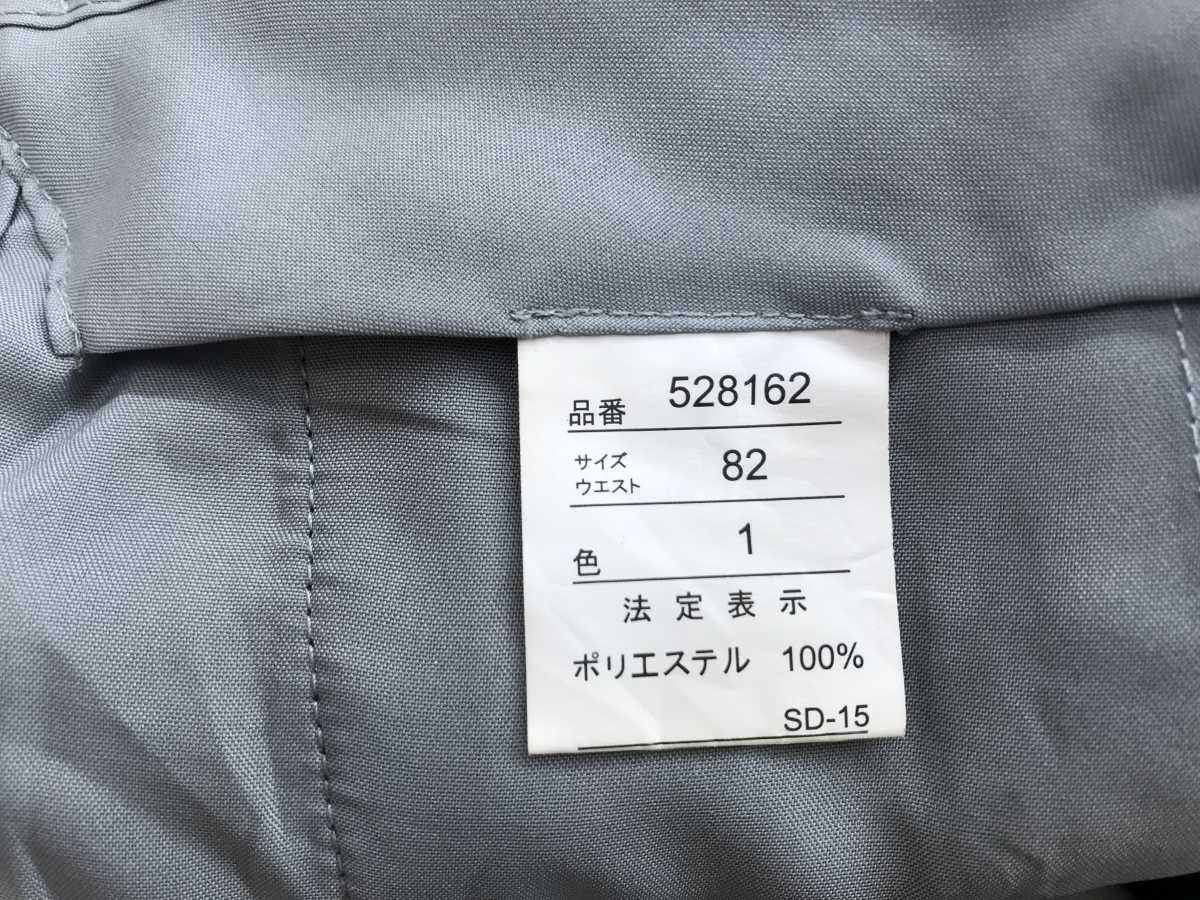 品番 528162
サイズ
ウエスト 82
色 1
法定表示
ポリエステル 100%
SD-15